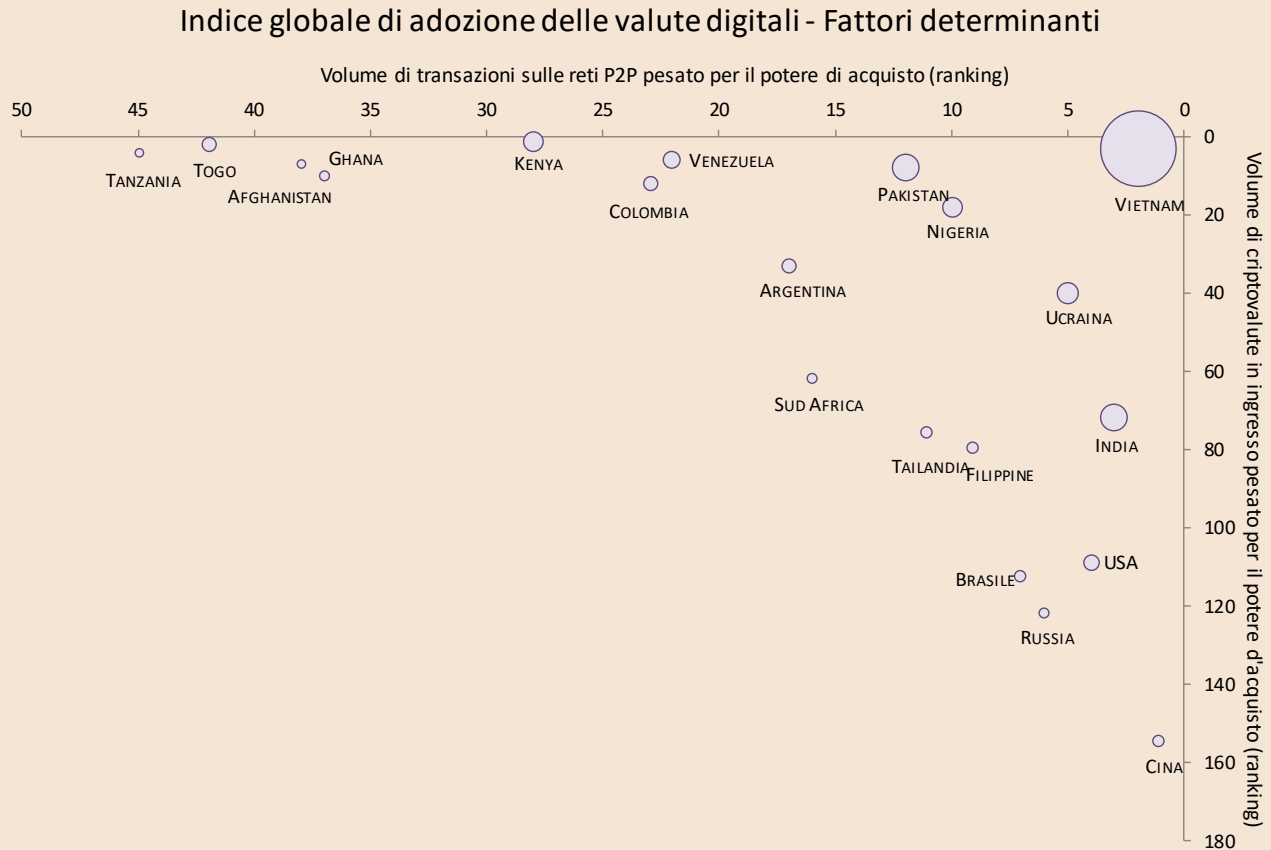 Indice globale di adozione delle valute digitali - Fattori determinanti
Volume di transazioni sulle reti P2P pesato per il potere di acquisto (ranking)
50 45 40 35 30 25 20 15 10 5 0
0
TANZANIA
TOGO
GHANA
AFGHANISTAN
KENYA
VENEZUELA
COLOMBIA
PAKISTAN
VIETNAM
20
NIGERIA
ARGENTINA
40
UCRAINA
60
SUD AFRICA
INDIA
80
TAILANDIA
FILIPPINE
100
USA
BRASILE
120
RUSSIA
140
160
CINA
180
Volume di criptovalute in ingresso pesato per il potere d'acquisto (ranking)